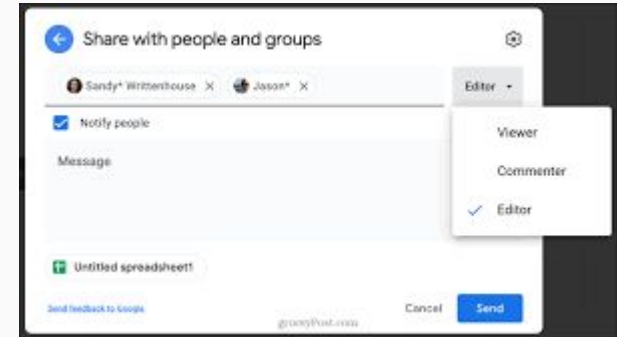 Share with people and groups
Sandy* Writtenhouse × Jason* × Editor
Notify people
Viewer
Message
Commenter
Editor
Untitled spreadsheet1
Send feedback to Google
Cancel Send
groovyPost.com